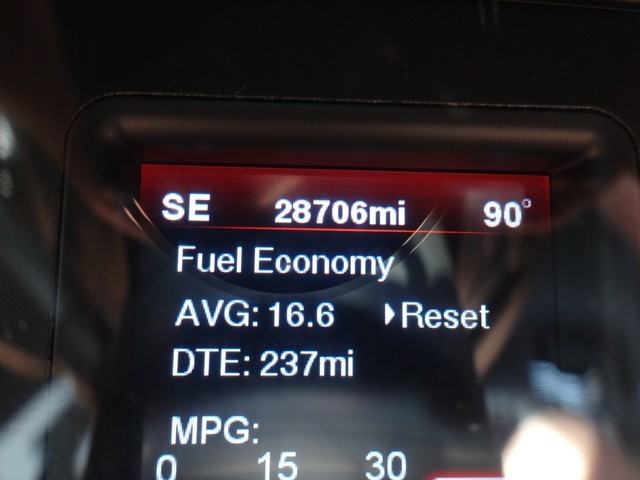 SE 28706mi 90°
Fuel Economy
AVG: 16.6 Reset
DTE: 237mi
MPG:
0 15 30